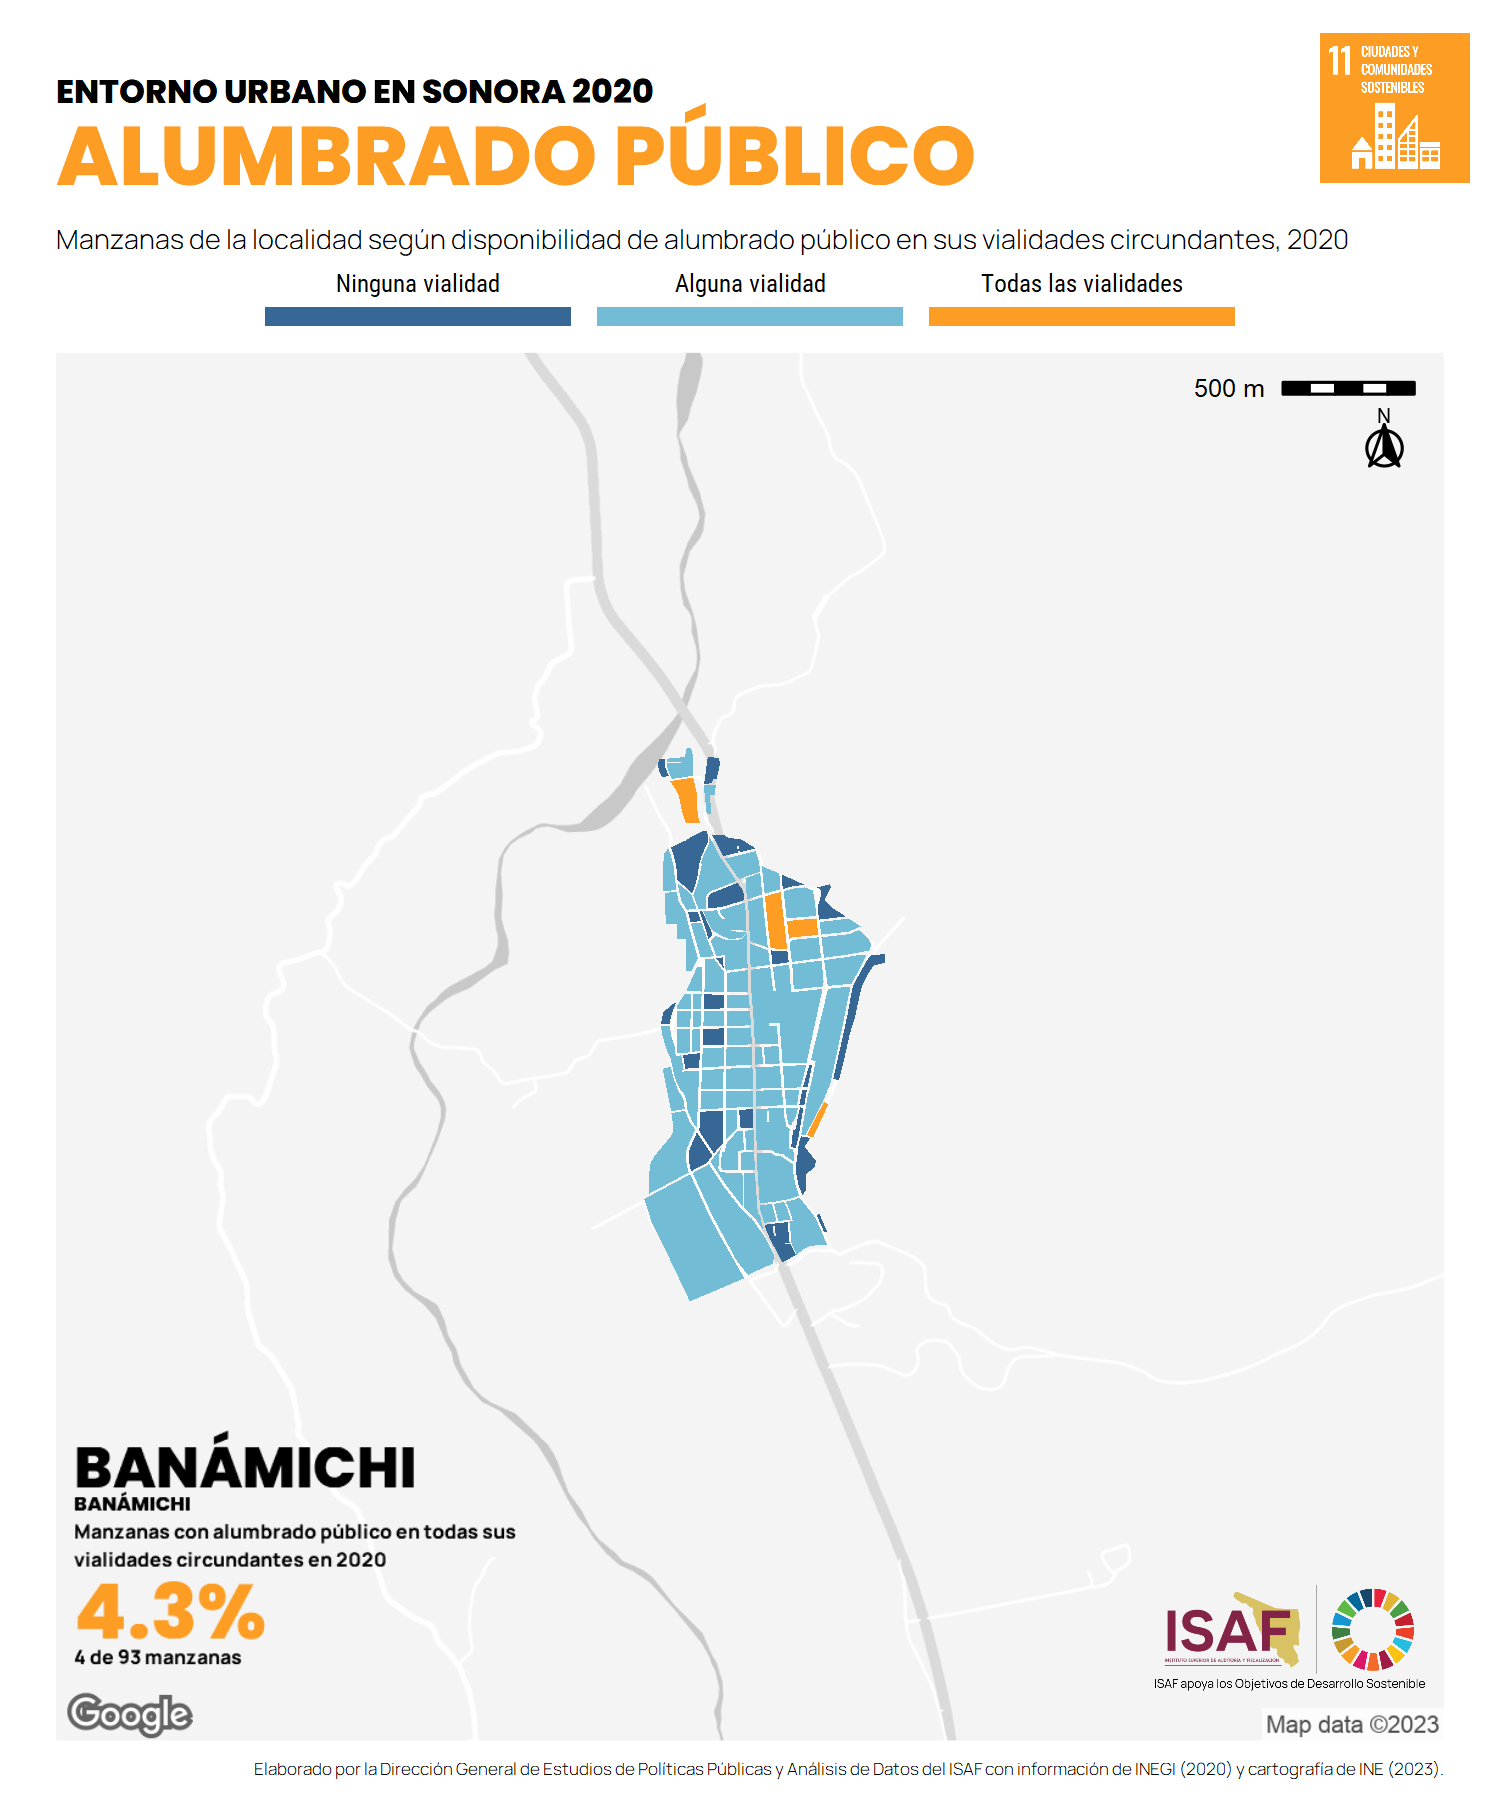 11 CIUDADES Y
COMUNIDADES
SOSTENIBLES
ENTORNO URBANO EN SONORA 2020
ALUMBRADO PÚBLICO
Manzanas de la localidad según disponibilidad de alumbrado público en sus vialidades circundantes, 2020
Ninguna vialidad Alguna vialidad Todas las vialidades
500 m
N
BANÁMICHI
BANÁMICHI
Manzanas con alumbrado público en todas sus
vialidades circundantes en 2020
4.3%
4 de 93 manzanas
Google
ISAF
INSTITUTO SUPERIOR DE AUDITORÍA Y FISCALIZACIÓN
ISAF apoya los Objetivos de Desarrollo Sostenible
Map data ©2023
Elaborado por la Dirección General de Estudios de Políticas Públicas y Análisis de Datos del ISAF con información de INEGI (2020) y cartografía de INE (2023).